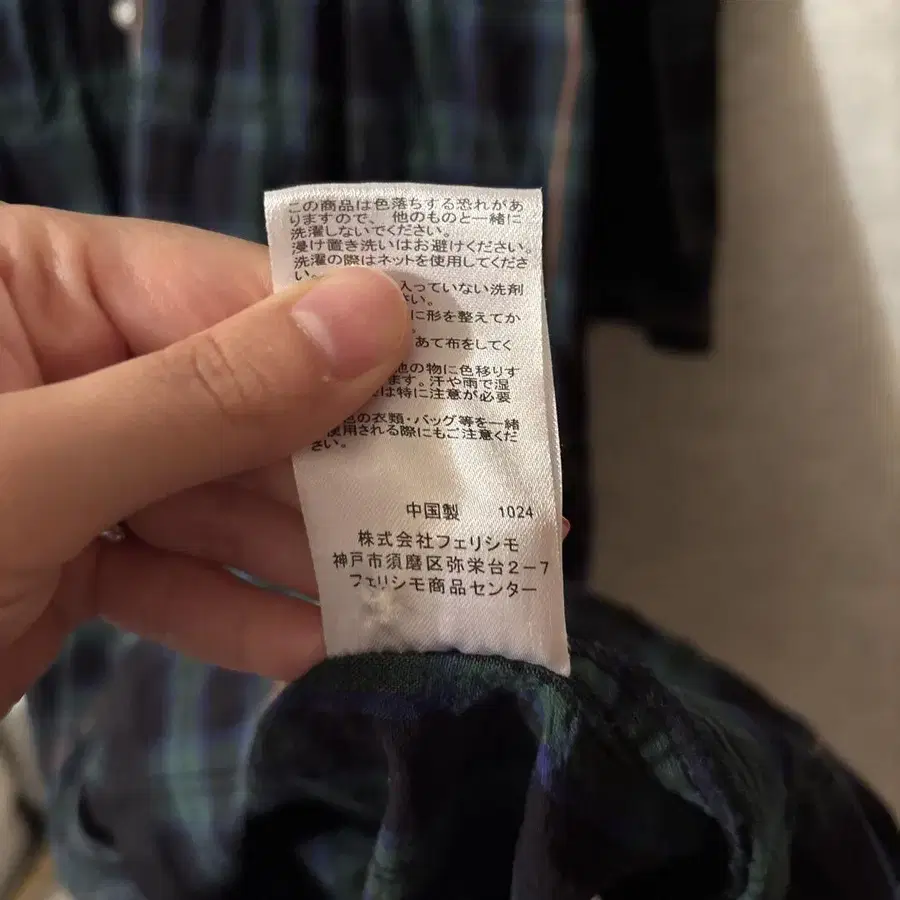 この商品は色落ちする恐れがあ
りますので、他のものと一緒に
洗濯しないでください。
浸け置き洗いはお避けください。
洗濯の際はネットを使用してくださ
い。
入っていない洗剤
さい。
に形を整えてか
。
あて布をしてく
他の物に色移りす
ます。汗や雨で湿
は特に注意が必要
色の衣類・バッグ等を一緒
使用される際にもご注意くだ
さい。
中国製 1024
株式会社フェリシモ
神戸市須磨区弥栄台2-7
フェリシモ商品センター